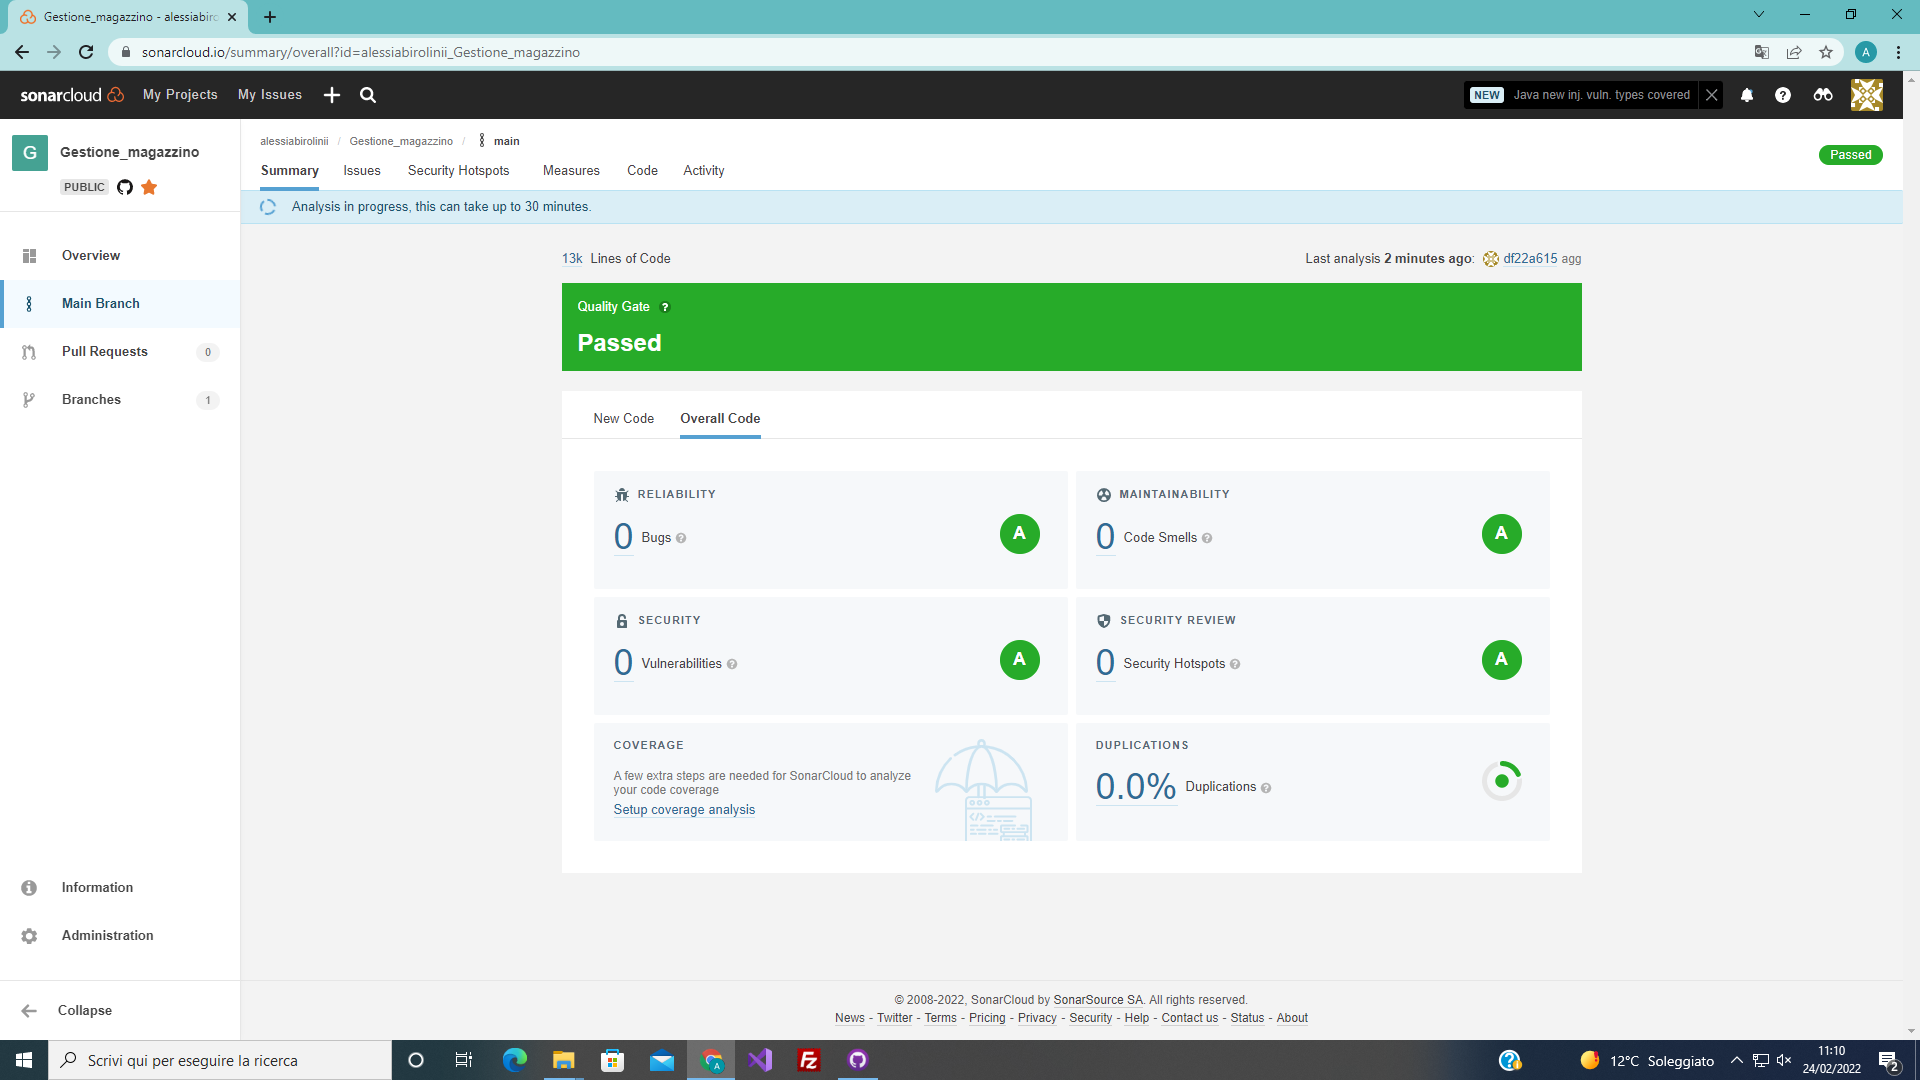 Gestione_magazzino - alessiabiro
sonarcloud.io/summary/overall?id=alessiabirolinii_Gestione_magazzino
A
sonarcloud My Projects My Issues
NEW Java new inj. vuln. types covered
G Gestione_magazzino
PUBLIC
alessiabirolinii / Gestione_magazzino / main
Passed
Summary Issues Security Hotspots Measures Code Activity
Analysis in progress, this can take up to 30 minutes.
Overview
Main Branch
Pull Requests 0
Branches 1
13k Lines of Code
Last analysis 2 minutes ago: df22a615 agg
Quality Gate ?
Passed
New Code Overall Code
RELIABILITY
0 Bugs ? A
MAINTAINABILITY
0 Code Smells ? A
SECURITY
0 Vulnerabilities ? A
SECURITY REVIEW
0 Security Hotspots ? A
COVERAGE
A few extra steps are needed for SonarCloud to analyze
your code coverage
Setup coverage analysis
DUPLICATIONS
0.0% Duplications ?
Information
Administration
Collapse
© 2008-2022, SonarCloud by SonarSource SA. All rights reserved.
News - Twitter - Terms - Pricing - Privacy - Security - Help - Contact us - Status - About
Scrivi qui per eseguire la ricerca
A
Fz
12°C Soleggiato
11:10
24/02/2022
2